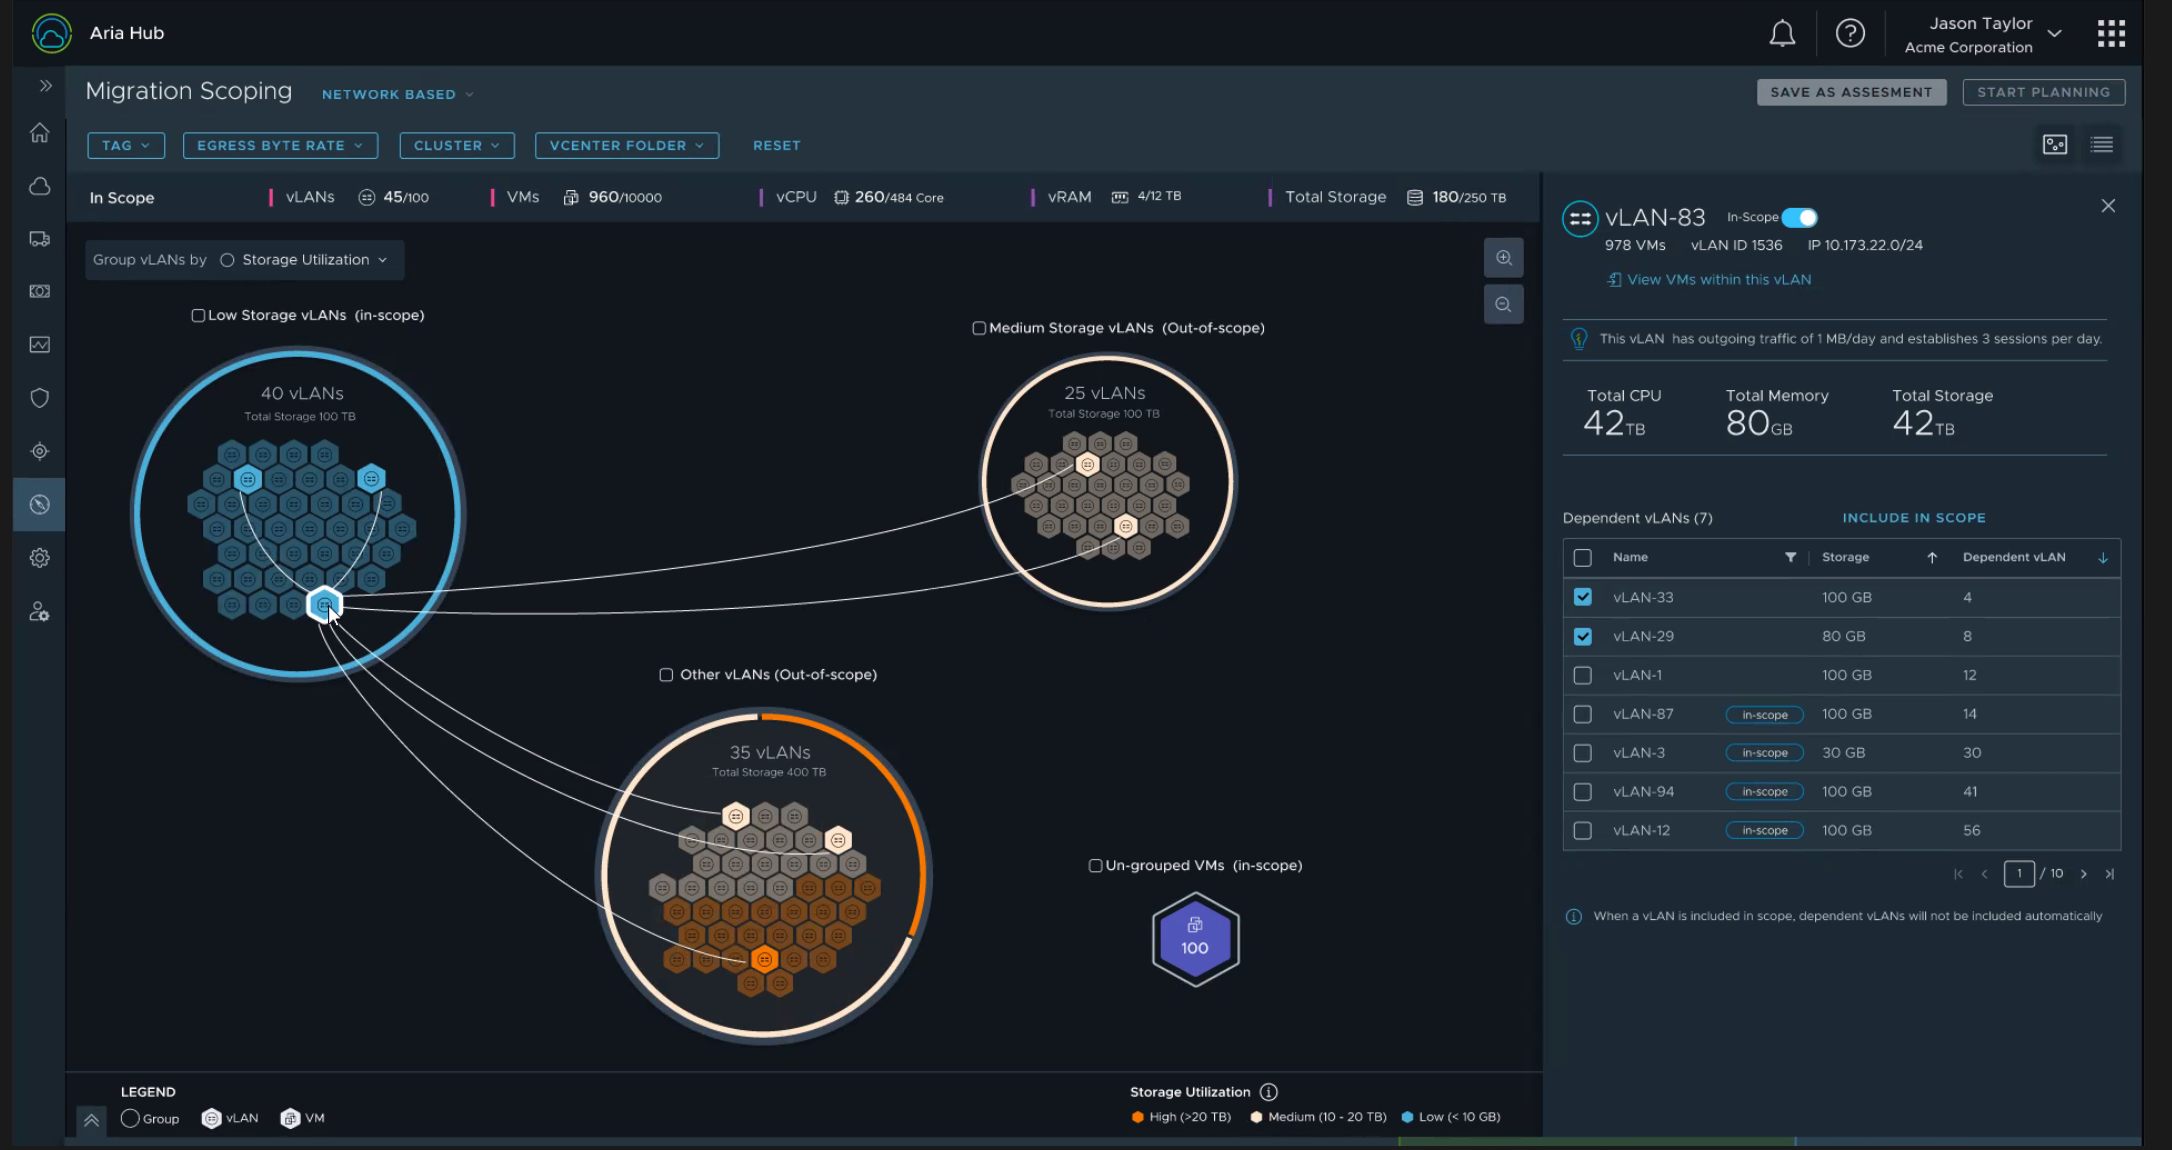 Aria Hub
Jason Taylor
Acme Corporation
Migration Scoping NETWORK BASED
SAVE AS ASSESMENT START PLANNING
TAG EGRESS BYTE RATE CLUSTER VCENTER FOLDER RESET
In Scope vLANs 45/100 VMs 960/10000 vCPU 260/484 Core vRAM 4/12 TB Total Storage 180/250 TB
Group vLANs by Storage Utilization
Low Storage vLANs (in-scope)
40 vLANs
Total Storage 100 TB
Medium Storage vLANs (Out-of-scope)
25 vLANs
Total Storage 100 TB
Other vLANs (Out-of-scope)
35 vLANs
Total Storage 400 TB
Un-grouped VMs (in-scope)
100
LEGEND
Group vLAN VM
Storage Utilization
High (>20 TB) Medium (10 - 20 TB) Low (< 10 GB)
vLAN-83 In-Scope
978 VMs vLAN ID 1536 IP 10.173.22.0/24
View VMs within this vLAN
This vLAN has outgoing traffic of 1 MB/day and establishes 3 sessions per day.
Total CPU Total Memory Total Storage
42TB 80GB 42TB
Dependent vLANs (7) INCLUDE IN SCOPE
Name Storage Dependent vLAN
vLAN-33 100 GB 4
vLAN-29 80 GB 8
vLAN-1 100 GB 12
vLAN-87 in-scope 100 GB 14
vLAN-3 in-scope 30 GB 30
vLAN-94 in-scope 100 GB 41
vLAN-12 in-scope 100 GB 56
1 / 10
When a vLAN is included in scope, dependent vLANs will not be included automatically